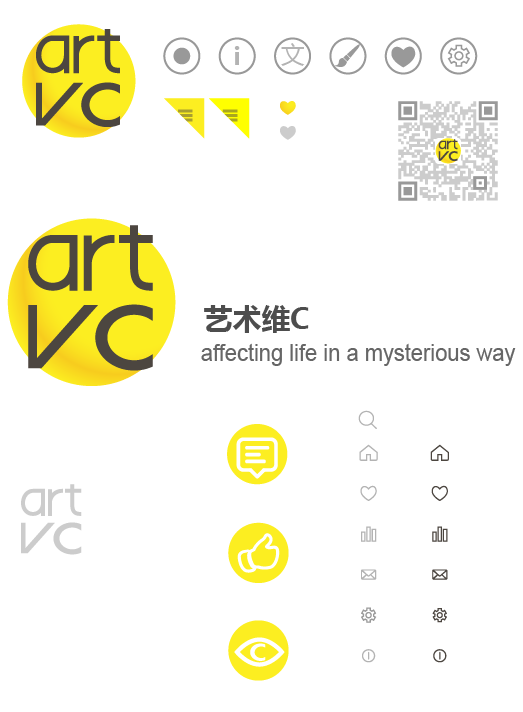 art
VC
文
art
VC
art
VC
艺术维C
affecting life in a mysterious way
art
VC